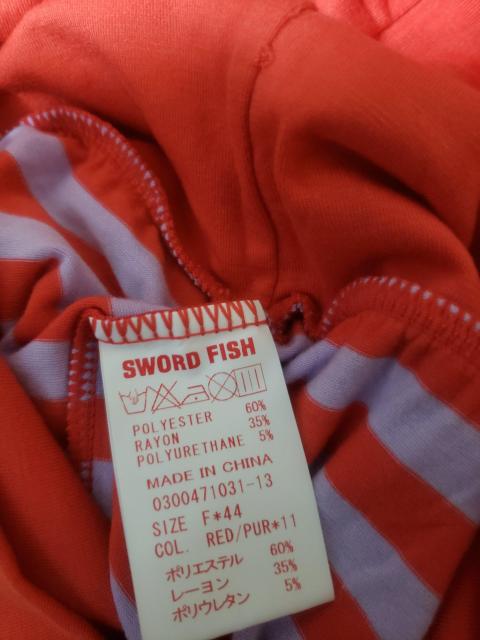 SWORD FISH
POLYESTER 60%
RAYON 35%
POLYURETHANE 5%
MADE IN CHINA
0300471031-13
SIZE F*44
COL. RED/PUR*11
ポリエステル 60%
レーヨン 35%
ポリウレタン 5%